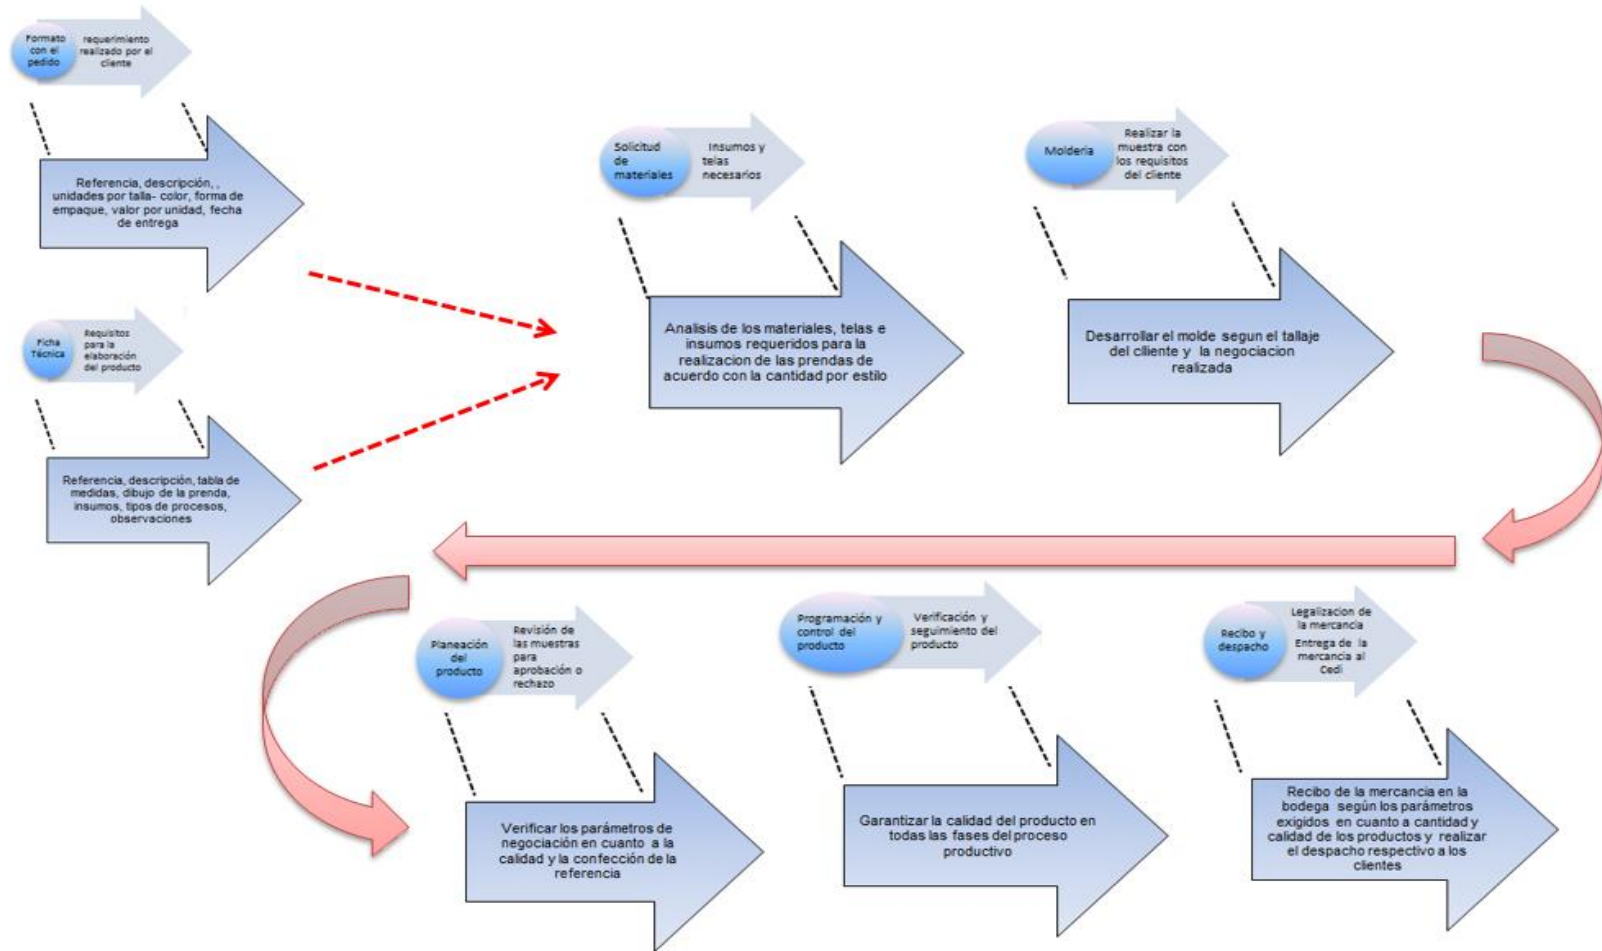 Formato
con el
pedido
requerimiento
realizado por el
cliente
Referencia, descripción, ,
unidades por talla- color, forma de
empaque, valor por unidad, fecha
de entrega
Ficha
Técnica
Requisitos
para la
elaboración
del producto
Referencia, descripción, tabla de
medidas, dibujo de la prenda,
insumos, tipos de procesos,
observaciones
Solicitud
de
materiales
Insumos y
telas
necesarios
Analisis de los materiales, telas e
insumos requeridos para la
realizacion de las prendas de
acuerdo con la cantidad por estilo
Molderia
Realizar la
muestra con
los requisitos
del cliente
Desarrollar el molde segun el tallaje
del clliente y la negociacion
realizada
Planeación
del
producto
Revisión de
las muestras
para
aprobación o
rechazo
Verificar los parámetros de
negociación en cuanto a la
calidad y la confección de la
referencia
Programación y
control del
producto
Verificación y
seguimiento del
producto
Garantizar la calidad del producto en
todas las fases del proceso
productivo
Recibo y
despacho
Legalizacion de
la mercancia
Entrega de la
mercancia al
Cedi
Recibo de la mercancia en la
bodega según los parámetros
exigidos en cuanto a cantidad y
calidad de los productos y realizar
el despacho respectivo a los
clientes